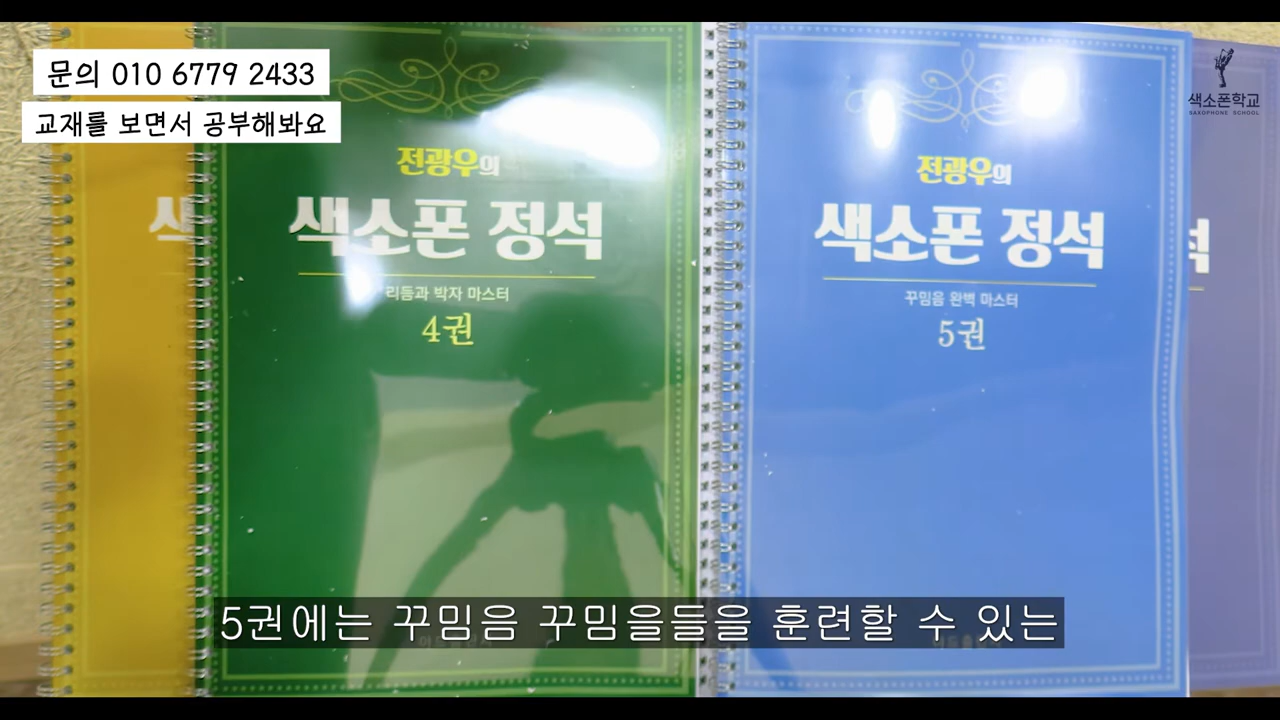 문의 010 6779 2433
교재를 보면서 공부해봐요
색소폰학교
SAXOPHONE SCHOOL
색
전광우의
색소폰 정석
리듬과 박자 마스터
4권
전광우의
색소폰 정석
꾸밈음 완벽 마스터
5권
석
5권에는 꾸밈음 꾸밈을들을 훈련할 수 있는